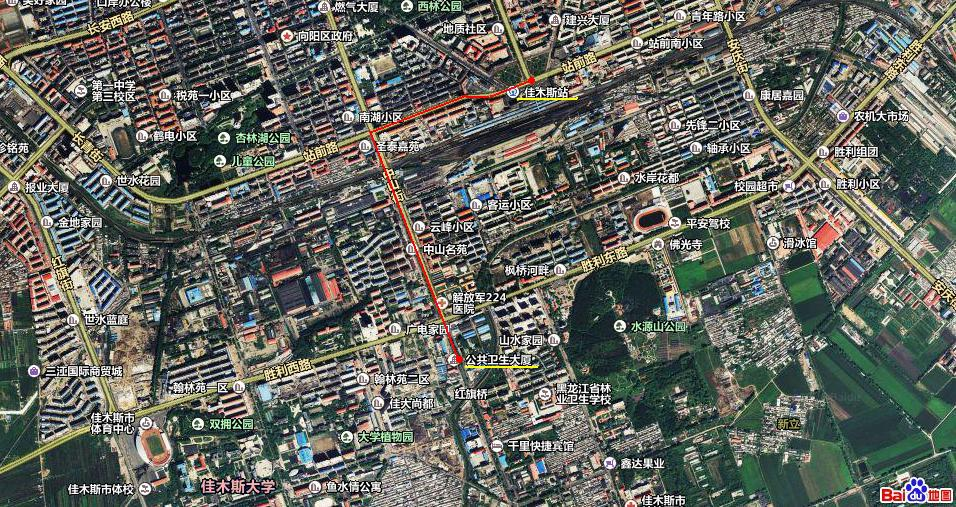 美好家园
口岸办公楼
长安西路
燃气大厦
西林公园
向阳区政府
地质社区
建兴大厦
青年路小区
站前南小区
安庆街
站前路
佳木斯站
第一中学
第三校区
税苑一小区
南湖小区
康居嘉园
农机大市场
鹤电小区
杏林湖公园
圣泰嘉苑
先锋二小区
轴承小区
胜利组团
长青街
儿童公园
站前路
世水花园
水岸花都
校园超市
胜利小区
报业大厦
金地家园
客运小区
云峰小区
平安驾校
佛光寺
滑冰馆
中山名苑
枫桥河畔
胜利东路
红旗街
解放军224
医院
世水蓝庭
广电家园
山水家园
水源山公园
公共卫生大厦
三江国际商贸城
翰林苑一区
胜利西路
翰林苑二区
红旗桥
黑龙江省林
业卫生学校
佳大尚都
佳木斯市
体育中心
双拥公园
大学植物园
千里快捷宾馆
新立
鑫达果业
佳木斯市体校
佳木斯大学
鱼水情公寓
佳木斯市
Bai du 地图